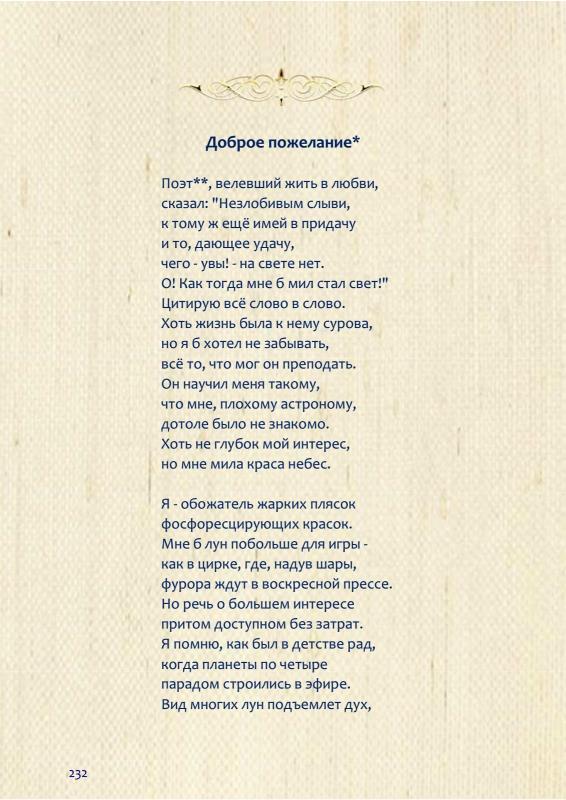 Доброе пожелание*
Поэт**, велевший жить в любви,
сказал: "Незлобивым слыви,
к тому ж ещё имей в придачу
и то, дающее удачу,
чего - увы! - на свете нет.
О! Как тогда мне б мил стал свет!"
Цитирую всё слово в слово.
Хоть жизнь была к нему сурова,
но я б хотел не забывать,
всё то, что мог он преподать.
Он научил меня такому,
что мне, плохому астроному,
дотоле было не знакомо.
Хоть не глубок мой интерес,
но мне мила краса небес.
Я - обожатель жарких плясок
фосфоресцирующих красок.
Мне б лун побольше для игры -
как в цирке, где, надув шары,
фурора ждут в воскресной прессе.
Но речь о большем интересе
притом доступном без затрат.
Я помню, как был в детстве рад,
когда планеты по четыре
парадом строились в эфире.
Вид многих лун подъемлет дух,
232